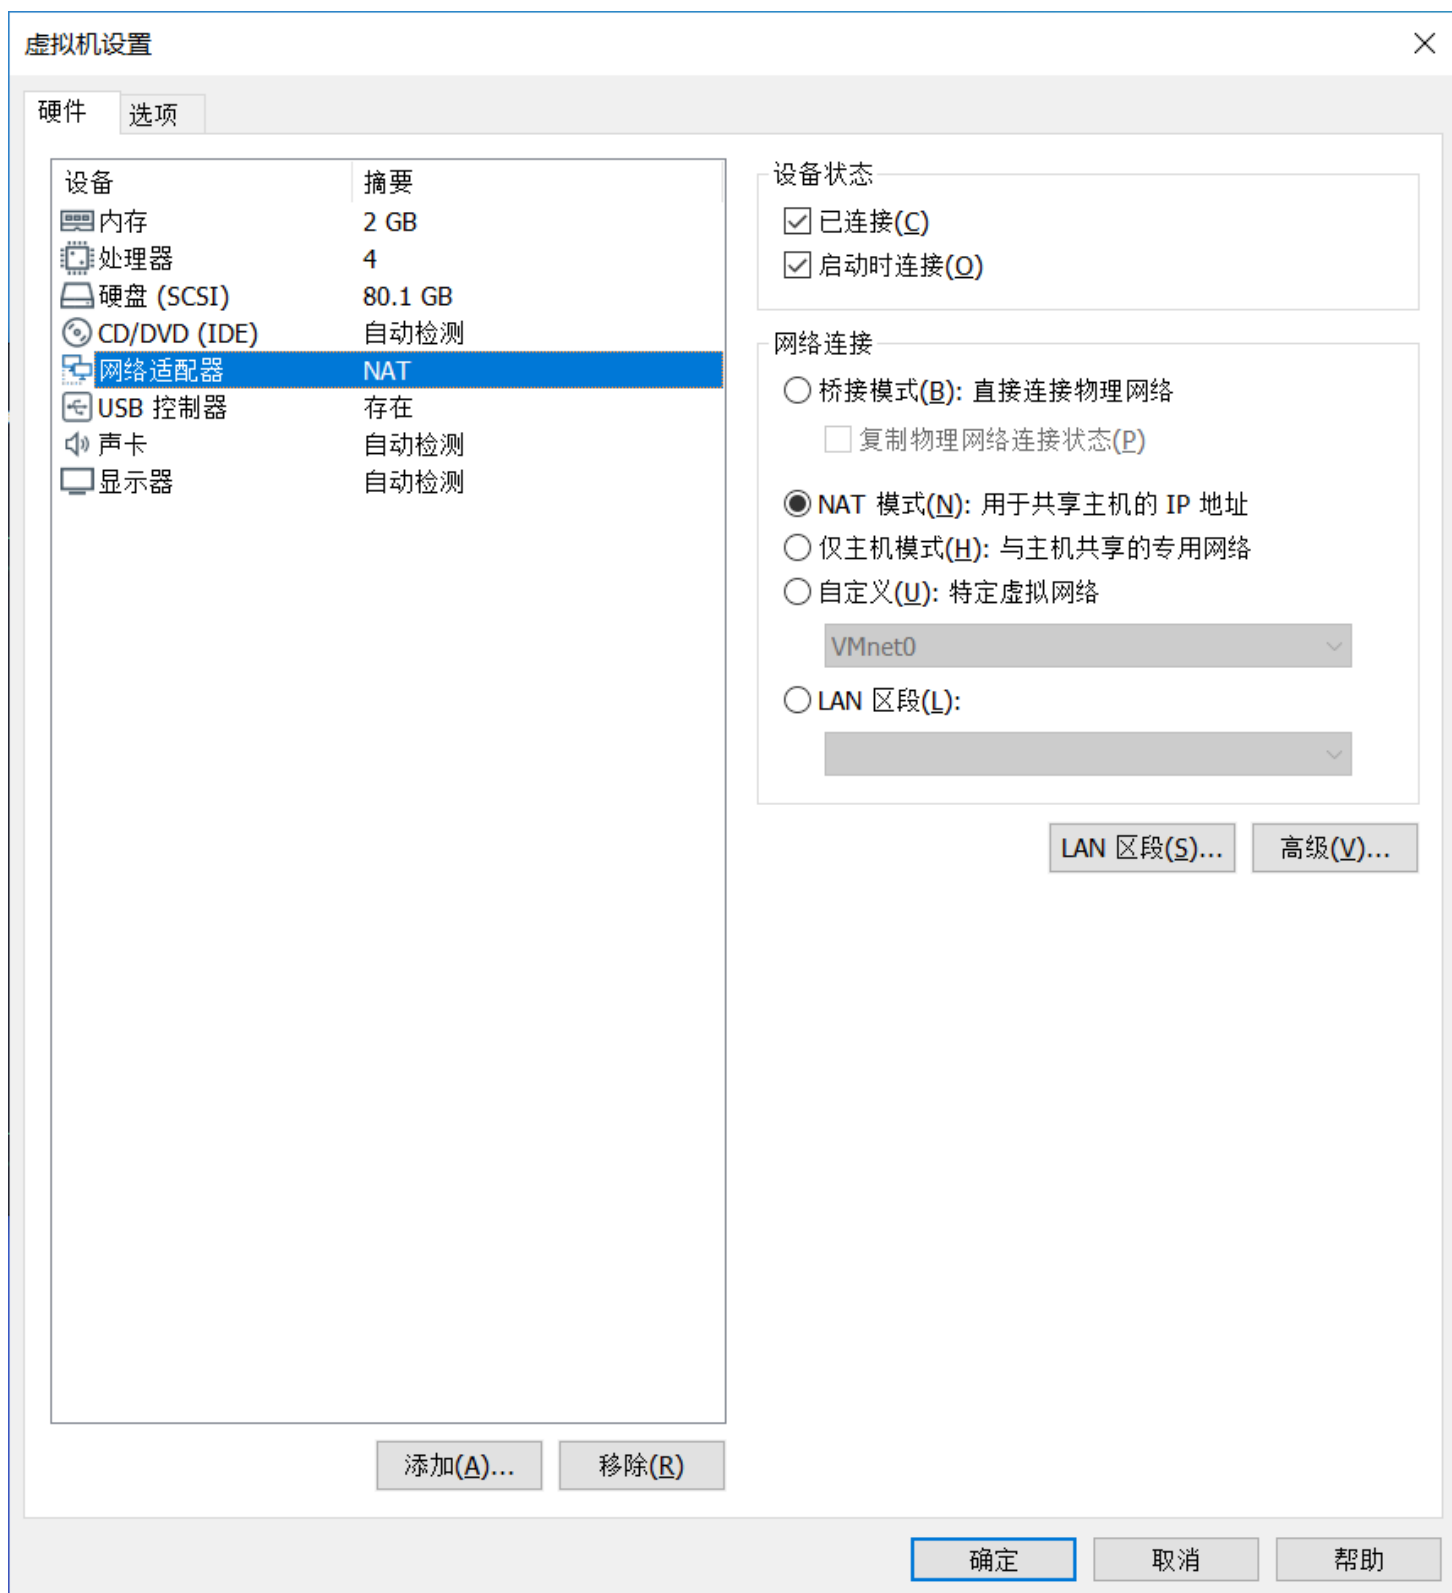 虚拟机设置
硬件 选项
设备 摘要
内存 2 GB
处理器 4
硬盘 (SCSI) 80.1 GB
CD/DVD (IDE) 自动检测
网络适配器 NAT
USB 控制器 存在
声卡 自动检测
显示器 自动检测
添加(A)... 移除(R)
设备状态
已连接(C)
启动时连接(O)
网络连接
桥接模式(B): 直接连接物理网络
复制物理网络连接状态(P)
NAT 模式(N): 用于共享主机的 IP 地址
仅主机模式(H): 与主机共享的专用网络
自定义(U): 特定虚拟网络
VMnet0
LAN 区段(L):
LAN 区段(S)... 高级(V)...
确定 取消 帮助